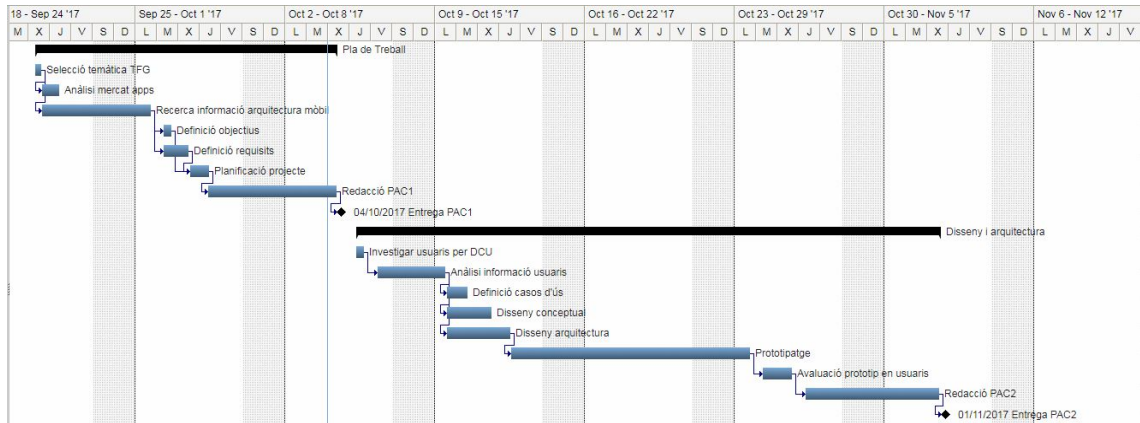 18 - Sep 24 '17 Sep 25 - Oct 1 '17 Oct 2 - Oct 8 '17 Oct 9 - Oct 15 '17 Oct 16 - Oct 22 '17 Oct 23 - Oct 29 '17 Oct 30 - Nov 5 '17 Nov 6 - Nov 12 '17
M X J V S D L M X J V S D L M X J V S D L M X J V S D L M X J V S D L M X J V S D L M X J V S D L M X J V
Pla de Treball
Selecció temàtica TFG
Anàlisi mercat apps
Recerca informació arquitectura mòbil
Definició objectius
Definició requisits
Planificació projecte
Redacció PAC1
04/10/2017 Entrega PAC1
Disseny i arquitectura
Investigar usuaris per DCU
Anàlisi informació usuaris
Definició casos d'ús
Disseny conceptual
Disseny arquitectura
Prototipatge
Avaluació prototip en usuaris
Redacció PAC2
01/11/2017 Entrega PAC2